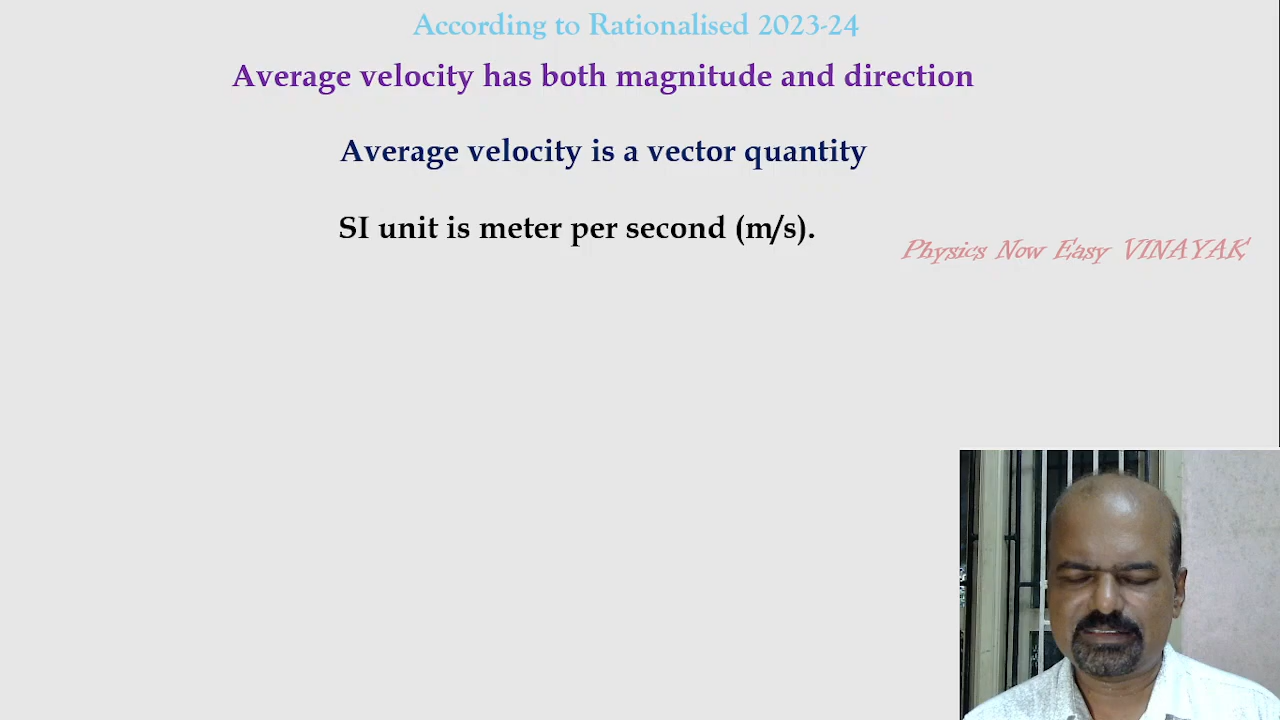 According to Rationalised 2023-24
Average velocity has both magnitude and direction
Average velocity is a vector quantity
SI unit is meter per second (m/s).
Physics Now Easy VINAYAK